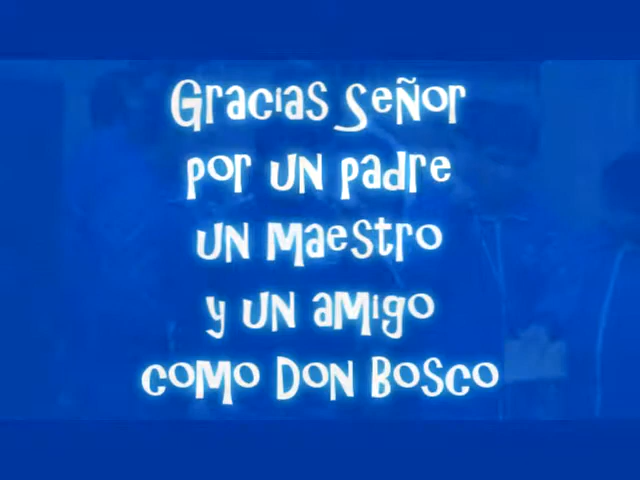 Gracias Señor
por un padre
un maestro
y un amigo
como Don Bosco